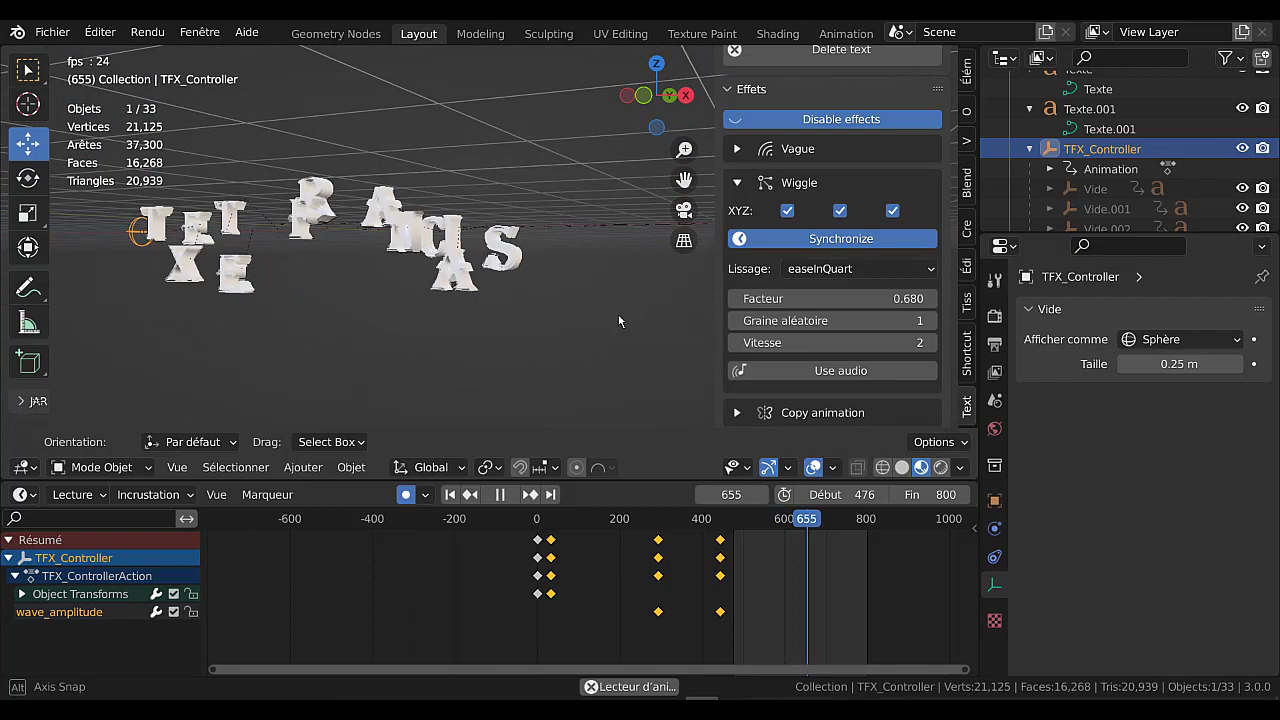 Fichier Éditer Rendu Fenêtre Aide Geometry Nodes Layout Modeling Sculpting UV Editing Texture Paint Shading Animation Scene View Layer
fps : 24
(655) Collection | TFX_Controller
Objets 1 / 33
Vertices 21,125
Arêtes 37,300
Faces 16,268
Triangles 20,939
Z
Y
X
JAR
Delete text
Effets
Disable effects
Vague
Wiggle
XYZ:
Synchronize
Lissage: easeInQuart
Facteur 0.680
Graine aléatoire 1
Vitesse 2
Use audio
Copy animation
Élém
O
V
Blend
Cre
Édi
Tiss
Shortcut
Text
Texte
Texte
Texte.001
Texte.001
TFX_Controller
Animation
Vide
Vide.001
Vide.002
TFX_Controller
Vide
Afficher comme Sphère
Taille 0.25 m
Orientation: Par défaut Drag: Select Box Options
Mode Objet Vue Sélectionner Ajouter Objet Global
Lecture Incrustation Vue Marqueur 655 Début 476 Fin 800
-600 -400 -200 0 200 400 600 655 800 1000
Résumé
TFX_Controller
TFX_ControllerAction
Object Transforms
wave_amplitude
Alt Axis Snap Lecteur d'ani... Collection | TFX_Controller | Verts:21,125 | Faces:16,268 | Tris:20,939 | Objects:1/33 | 3.0.0